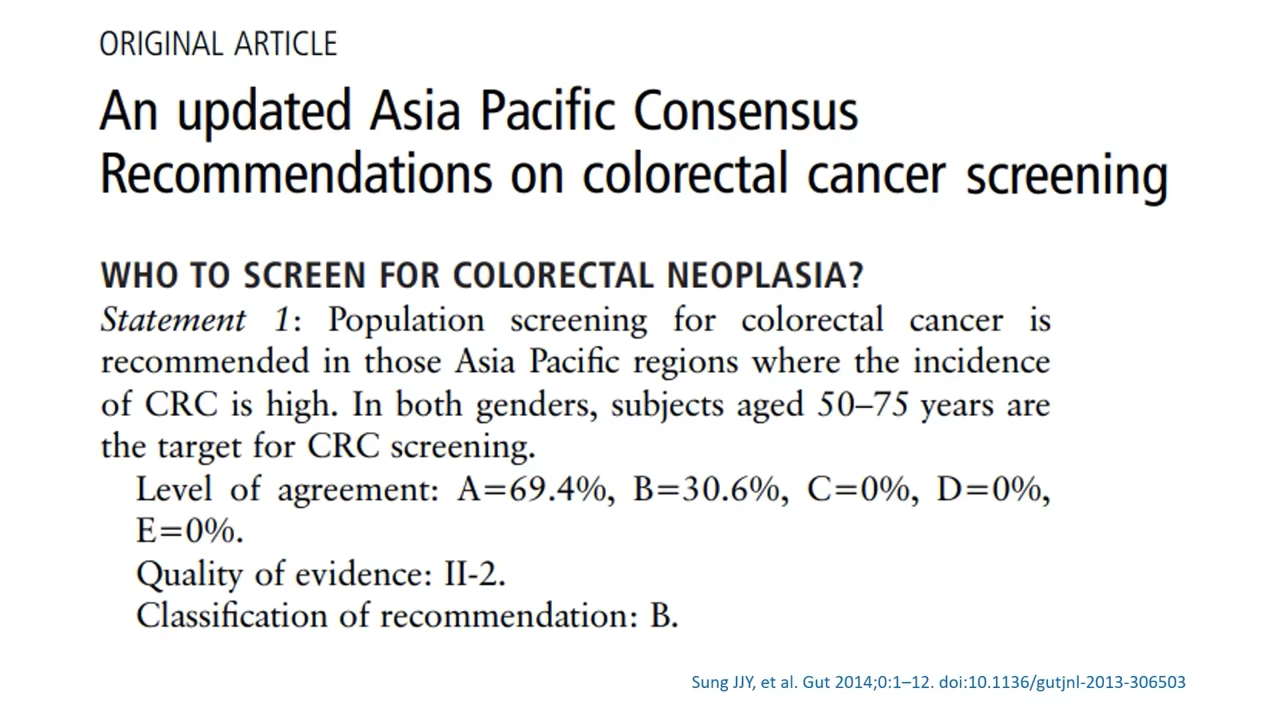 ORIGINAL ARTICLE
An updated Asia Pacific Consensus
Recommendations on colorectal cancer screening
WHO TO SCREEN FOR COLORECTAL NEOPLASIA?
Statement 1: Population screening for colorectal cancer is
recommended in those Asia Pacific regions where the incidence
of CRC is high. In both genders, subjects aged 50–75 years are
the target for CRC screening.
Level of agreement: A=69.4%, B=30.6%, C=0%, D=0%,
E=0%.
Quality of evidence: II-2.
Classification of recommendation: B.
Sung JJY, et al. Gut 2014;0:1–12. doi:10.1136/gutjnl-2013-306503